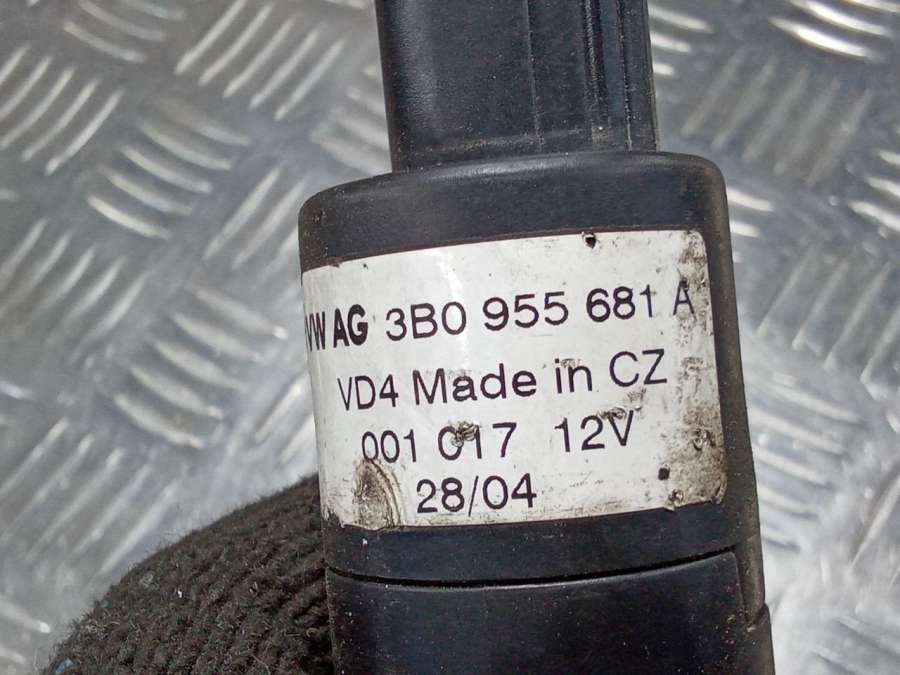 VW AG 3B0 955 681 A
VD4 Made in CZ
001 017 12V
28/04